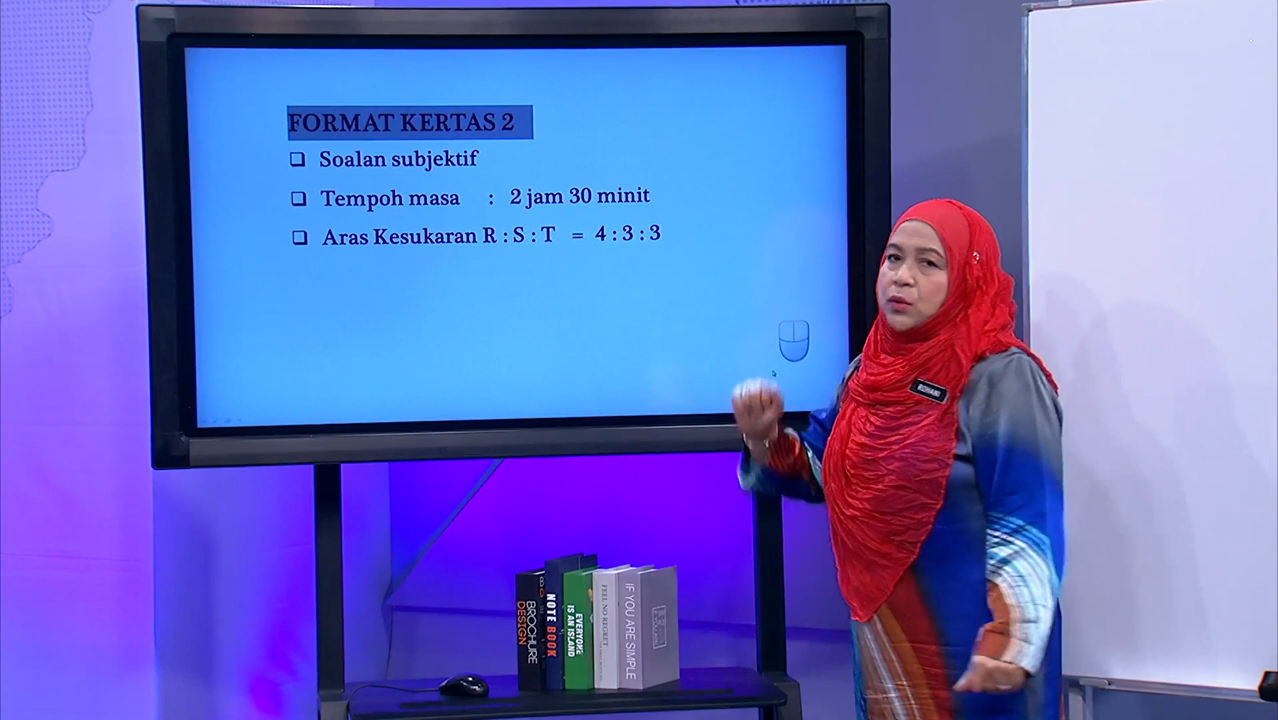 FORMAT KERTAS 2
❑ Soalan subjektif
❑ Tempoh masa : 2 jam 30 minit
❑ Aras Kesukaran R : S : T = 4 : 3 : 3
ROHANI
BROCHURE
DESIGN
NOTE BOOK
EVERYONE
IS AN ISLAND
FEEL NO REGRET
IF YOU ARE SIMPLE